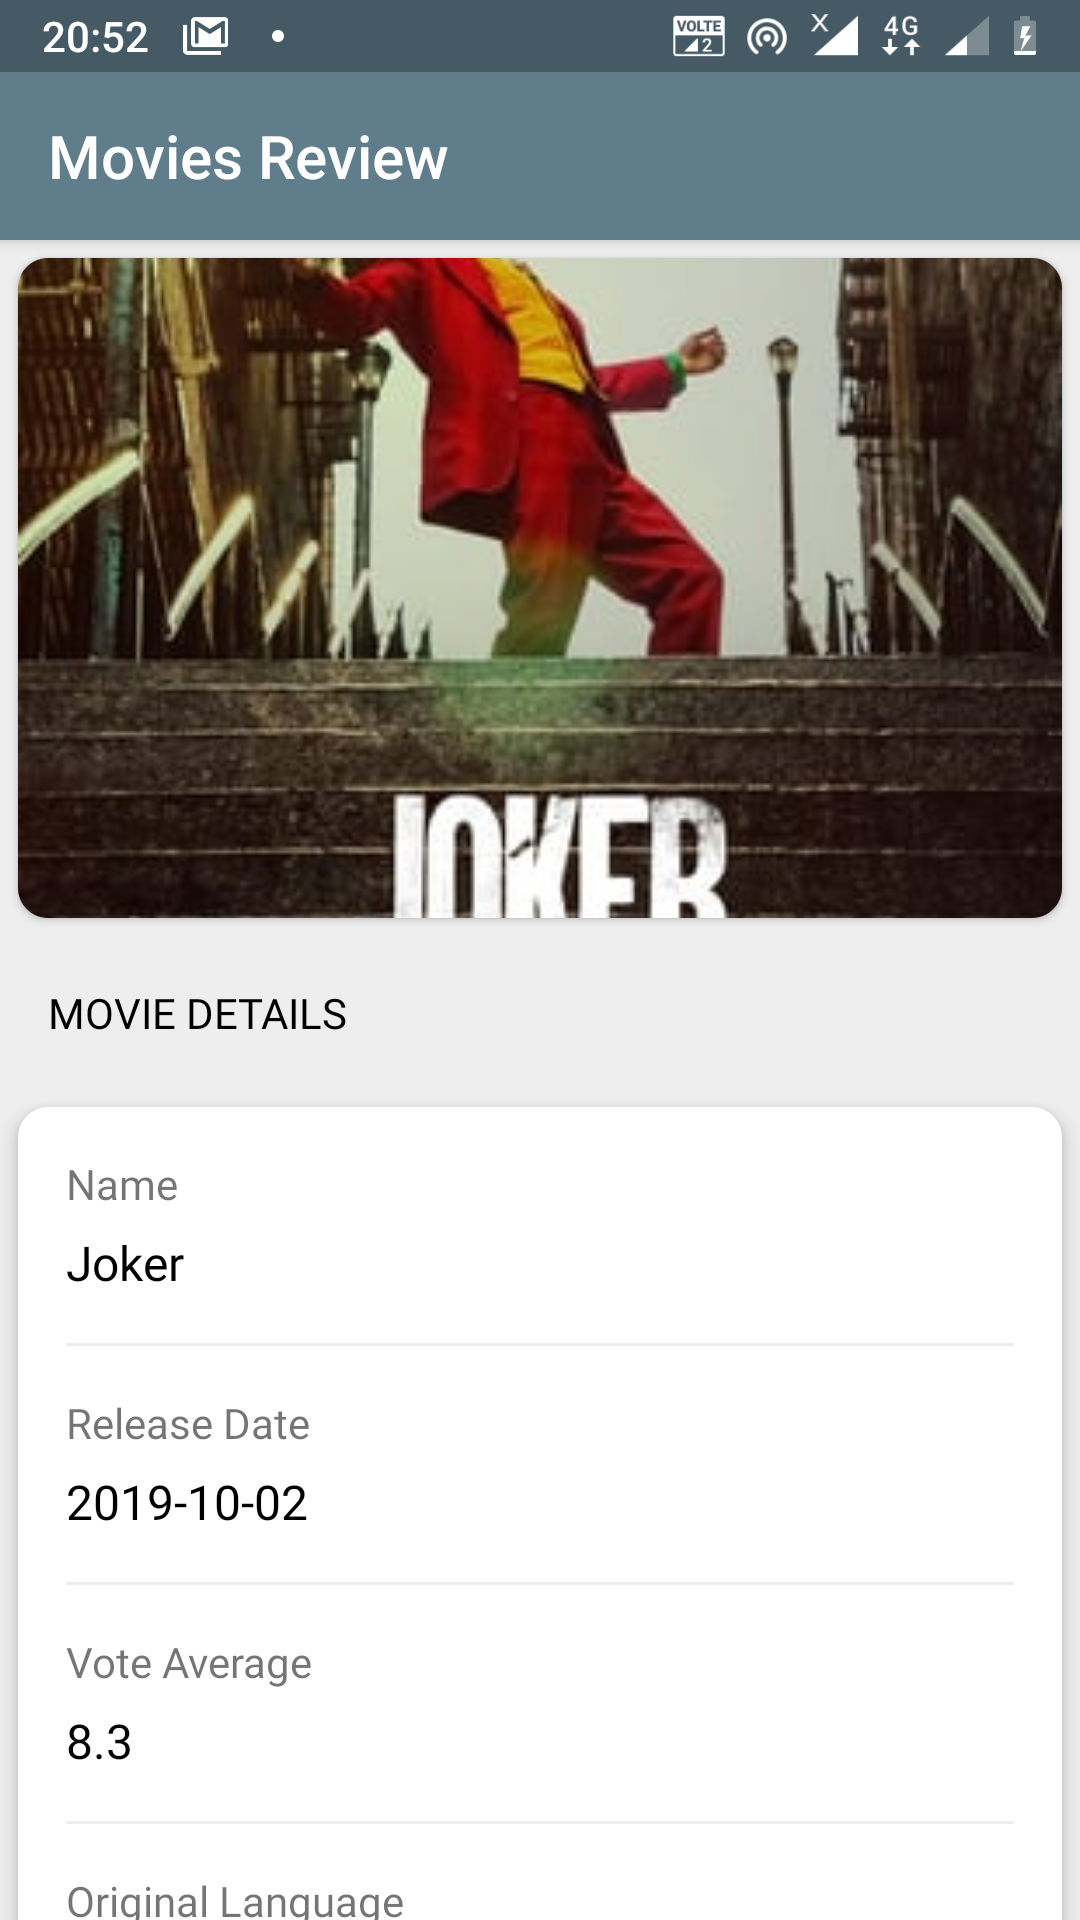 20:52
VOLTE 2 X 4G
Movies Review
JOKER
MOVIE DETAILS
Name
Joker
Release Date
2019-10-02
Vote Average
8.3
Original Language